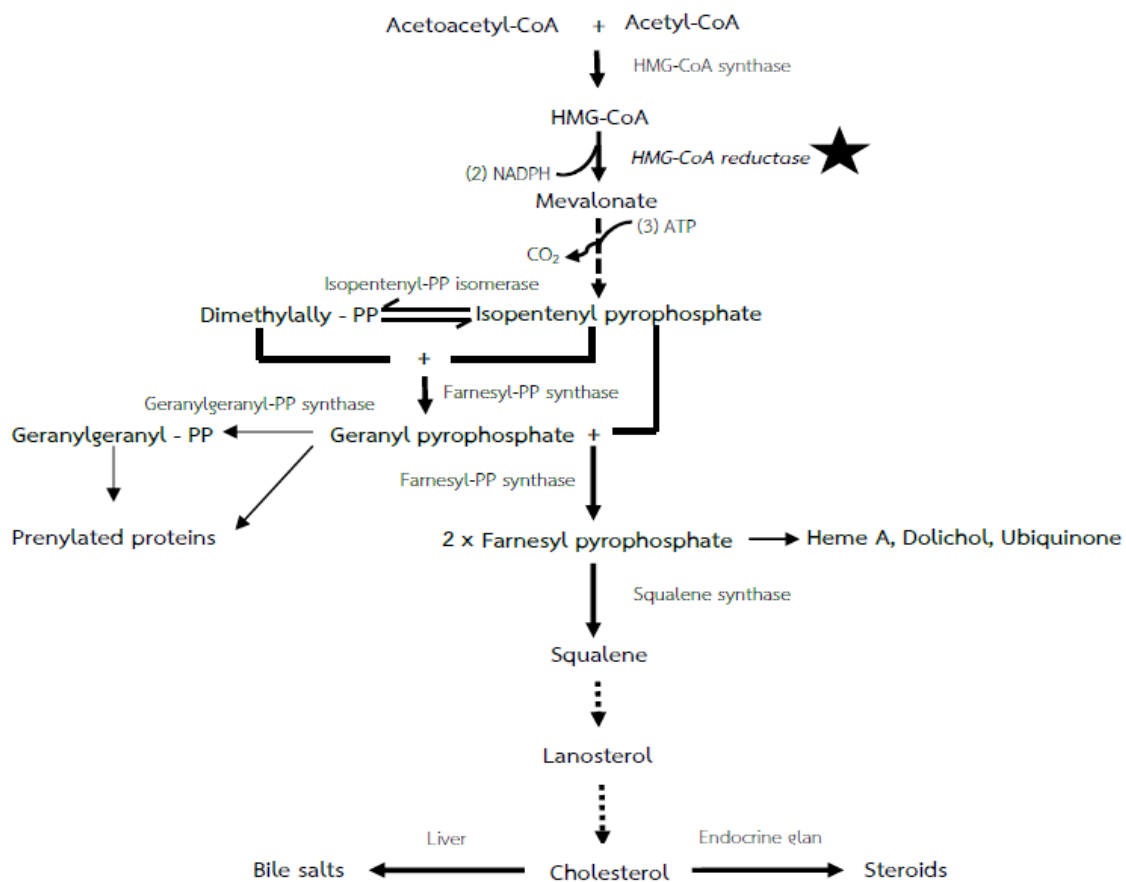 Acetoacetyl-CoA + Acetyl-CoA
HMG-CoA synthase
HMG-CoA
HMG-CoA reductase
(2) NADPH
Mevalonate
(3) ATP
CO₂
Isopentenyl-PP isomerase
Dimethylally - PP
Isopentenyl pyrophosphate
+
Farnesyl-PP synthase
Geranylgeranyl-PP synthase
Geranylgeranyl - PP
Geranyl pyrophosphate +
Farnesyl-PP synthase
Prenylated proteins
2 x Farnesyl pyrophosphate
Heme A, Dolichol, Ubiquinone
Squalene synthase
Squalene
Lanosterol
Liver
Endocrine glan
Bile salts
Cholesterol
Steroids